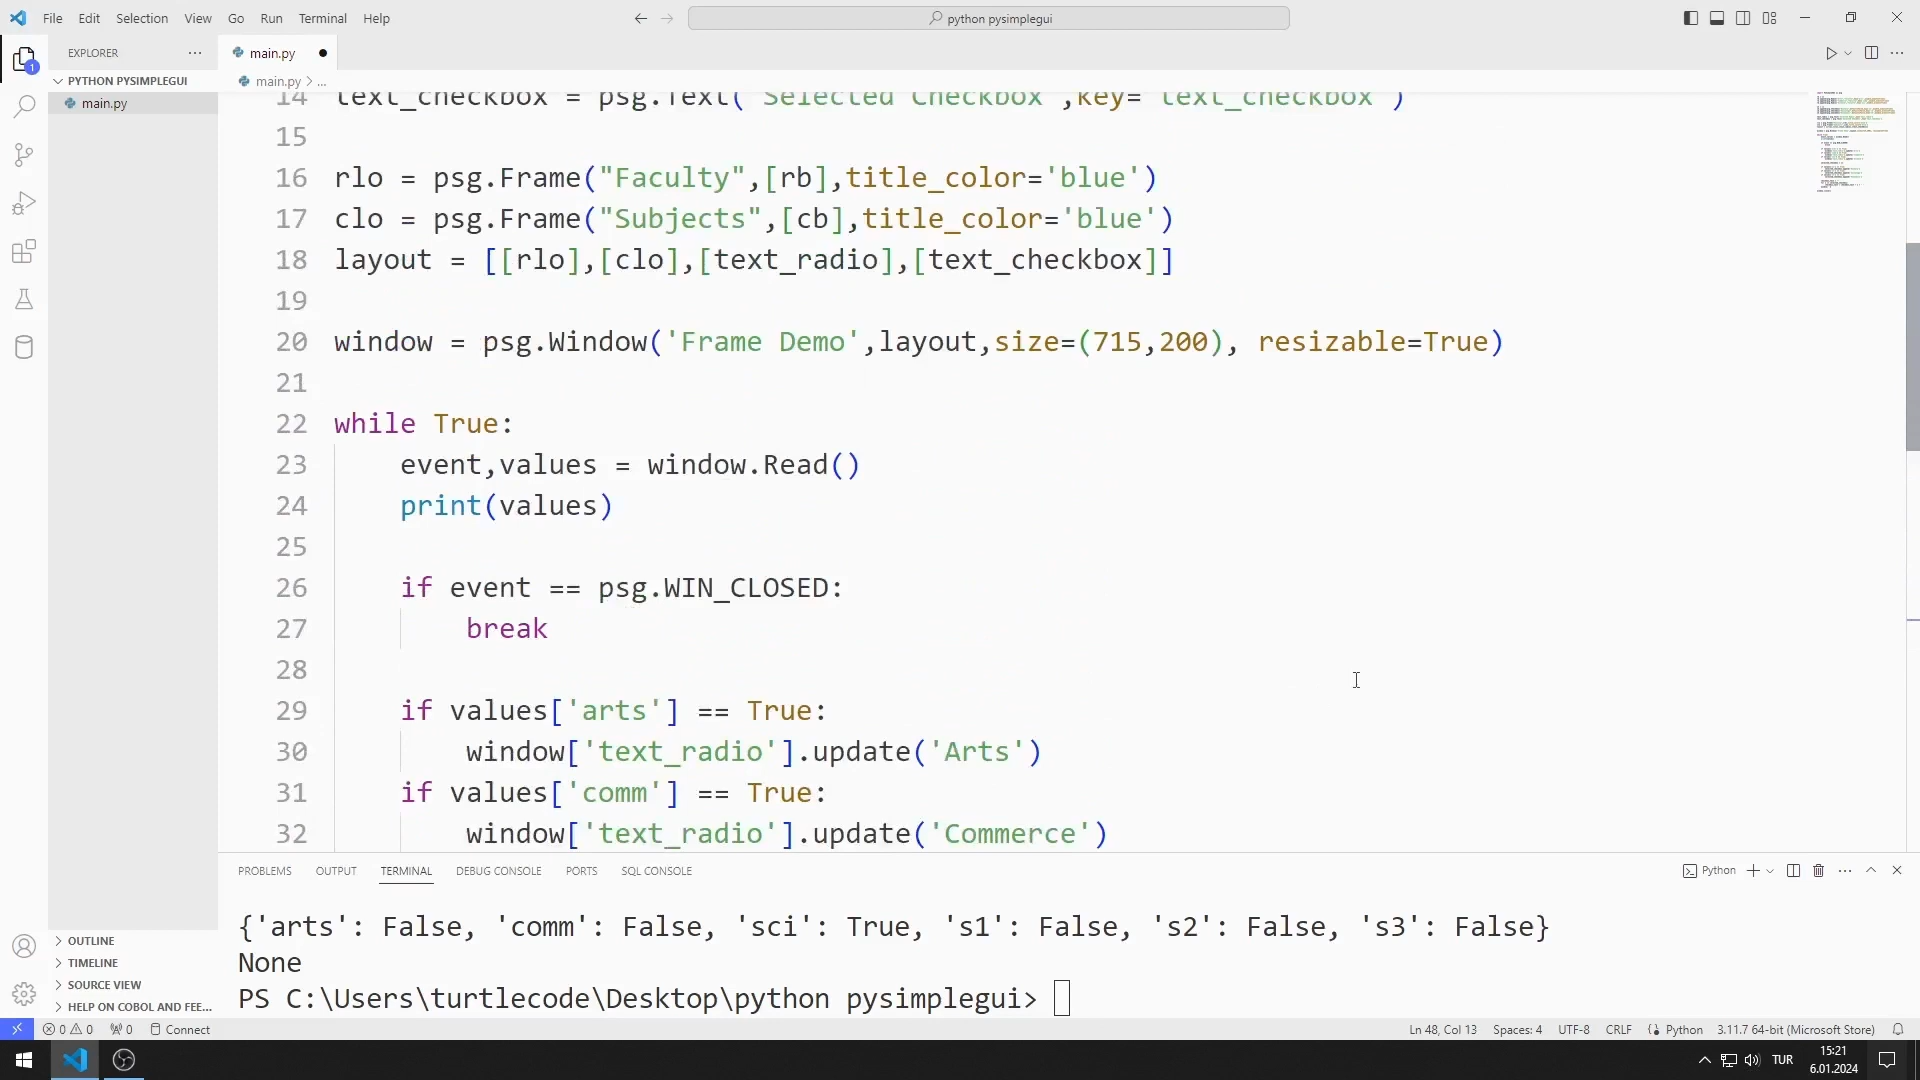 File Edit Selection View Go Run Terminal Help
python pysimplegui
EXPLORER
PYTHON PYSIMPLEGUI
main.py
main.py
main.py > ...
14 text_checkbox = psg.Text("Selected Checkbox",key="text_checkbox")
15
16 rlo = psg.Frame("Faculty",[rb],title_color='blue')
17 clo = psg.Frame("Subjects",[cb],title_color='blue')
18 layout = [[rlo],[clo],[text_radio],[text_checkbox]]
19
20 window = psg.Window('Frame Demo',layout,size=(715,200), resizable=True)
21
22 while True:
23 event,values = window.Read()
24 print(values)
25
26 if event == psg.WIN_CLOSED:
27 break
28
29 if values['arts'] == True:
30 window['text_radio'].update('Arts')
31 if values['comm'] == True:
32 window['text_radio'].update('Commerce')
PROBLEMS OUTPUT TERMINAL DEBUG CONSOLE PORTS SQL CONSOLE
Python
{'arts': False, 'comm': False, 'sci': True, 's1': False, 's2': False, 's3': False}
None
PS C:\Users\turtlecode\Desktop\python pysimplegui>
OUTLINE
TIMELINE
SOURCE VIEW
HELP ON COBOL AND FEE...
0 0 0 Connect
Ln 48, Col 13 Spaces: 4 UTF-8 CRLF Python 3.11.7 64-bit (Microsoft Store)
TUR
15:21
6.01.2024